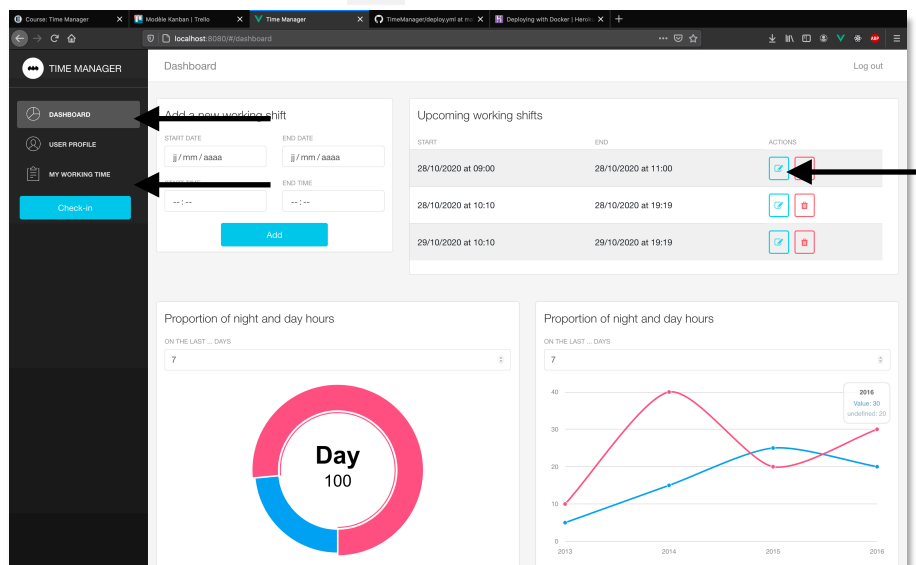 Course: Time Manager
Modèle Kanban | Trello
Time Manager
TimeManager/deploy.yml at ma
Deploying with Docker | Heroku
localhost:8080/#/dashboard
TIME MANAGER
Dashboard
Log out
DASHBOARD
USER PROFILE
MY WORKING TIME
Check-in
Add a new working shift
START DATE
END DATE
jj / mm / aaaa
jj / mm / aaaa
START TIME
END TIME
-- : --
-- : --
Add
Upcoming working shifts
START
END
ACTIONS
28/10/2020 at 09:00
28/10/2020 at 11:00
28/10/2020 at 10:10
28/10/2020 at 19:19
29/10/2020 at 10:10
29/10/2020 at 19:19
Proportion of night and day hours
ON THE LAST ... DAYS
7
Day
100
Proportion of night and day hours
ON THE LAST ... DAYS
7
40
30
20
10
0
2013
2014
2015
2016
2016
Value: 30
undefined: 20
ABP